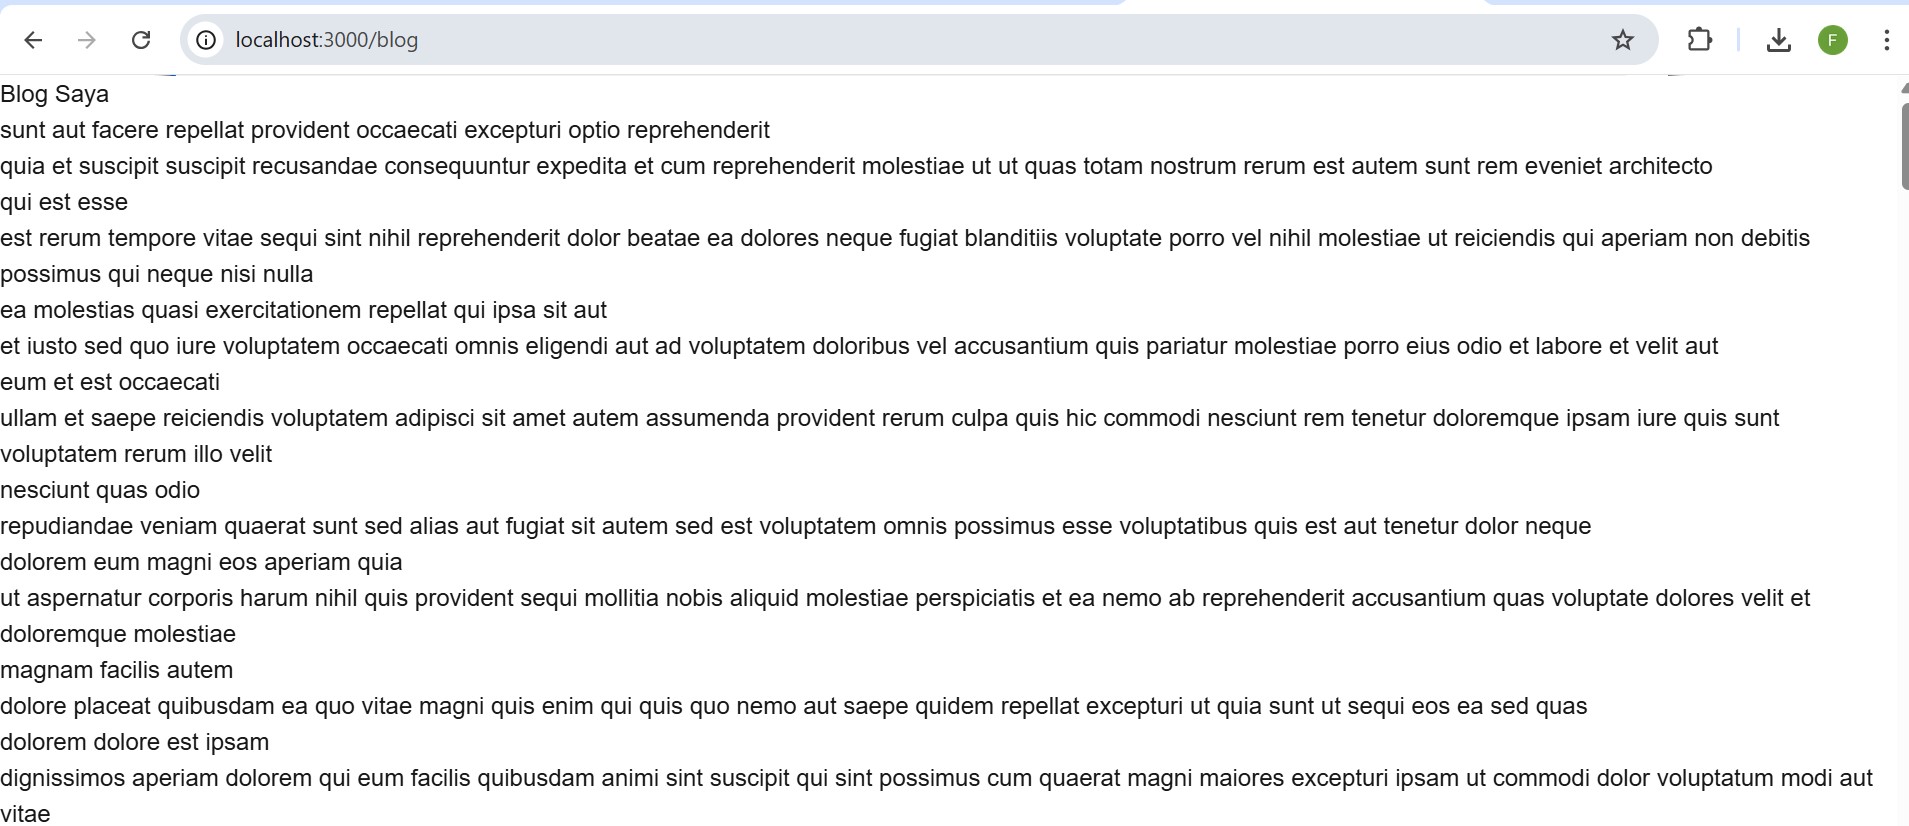 localhost:3000/blog
F
Blog Saya
sunt aut facere repellat provident occaecati excepturi optio reprehenderit
quia et suscipit suscipit recusandae consequuntur expedita et cum reprehenderit molestiae ut ut quas totam nostrum rerum est autem sunt rem eveniet architecto
qui est esse
est rerum tempore vitae sequi sint nihil reprehenderit dolor beatae ea dolores neque fugiat blanditiis voluptate porro vel nihil molestiae ut reiciendis qui aperiam non debitis
possimus qui neque nisi nulla
ea molestias quasi exercitationem repellat qui ipsa sit aut
et iusto sed quo iure voluptatem occaecati omnis eligendi aut ad voluptatem doloribus vel accusantium quis pariatur molestiae porro eius odio et labore et velit aut
eum et est occaecati
ullam et saepe reiciendis voluptatem adipisci sit amet autem assumenda provident rerum culpa quis hic commodi nesciunt rem tenetur doloremque ipsam iure quis sunt
voluptatem rerum illo velit
nesciunt quas odio
repudiandae veniam quaerat sunt sed alias aut fugiat sit autem sed est voluptatem omnis possimus esse voluptatibus quis est aut tenetur dolor neque
dolorem eum magni eos aperiam quia
ut aspernatur corporis harum nihil quis provident sequi mollitia nobis aliquid molestiae perspiciatis et ea nemo ab reprehenderit accusantium quas voluptate dolores velit et
doloremque molestiae
magnam facilis autem
dolore placeat quibusdam ea quo vitae magni quis enim qui quis quo nemo aut saepe quidem repellat excepturi ut quia sunt ut sequi eos ea sed quas
dolorem dolore est ipsam
dignissimos aperiam dolorem qui eum facilis quibusdam animi sint suscipit qui sint possimus cum quaerat magni maiores excepturi ipsam ut commodi dolor voluptatum modi aut
vitae